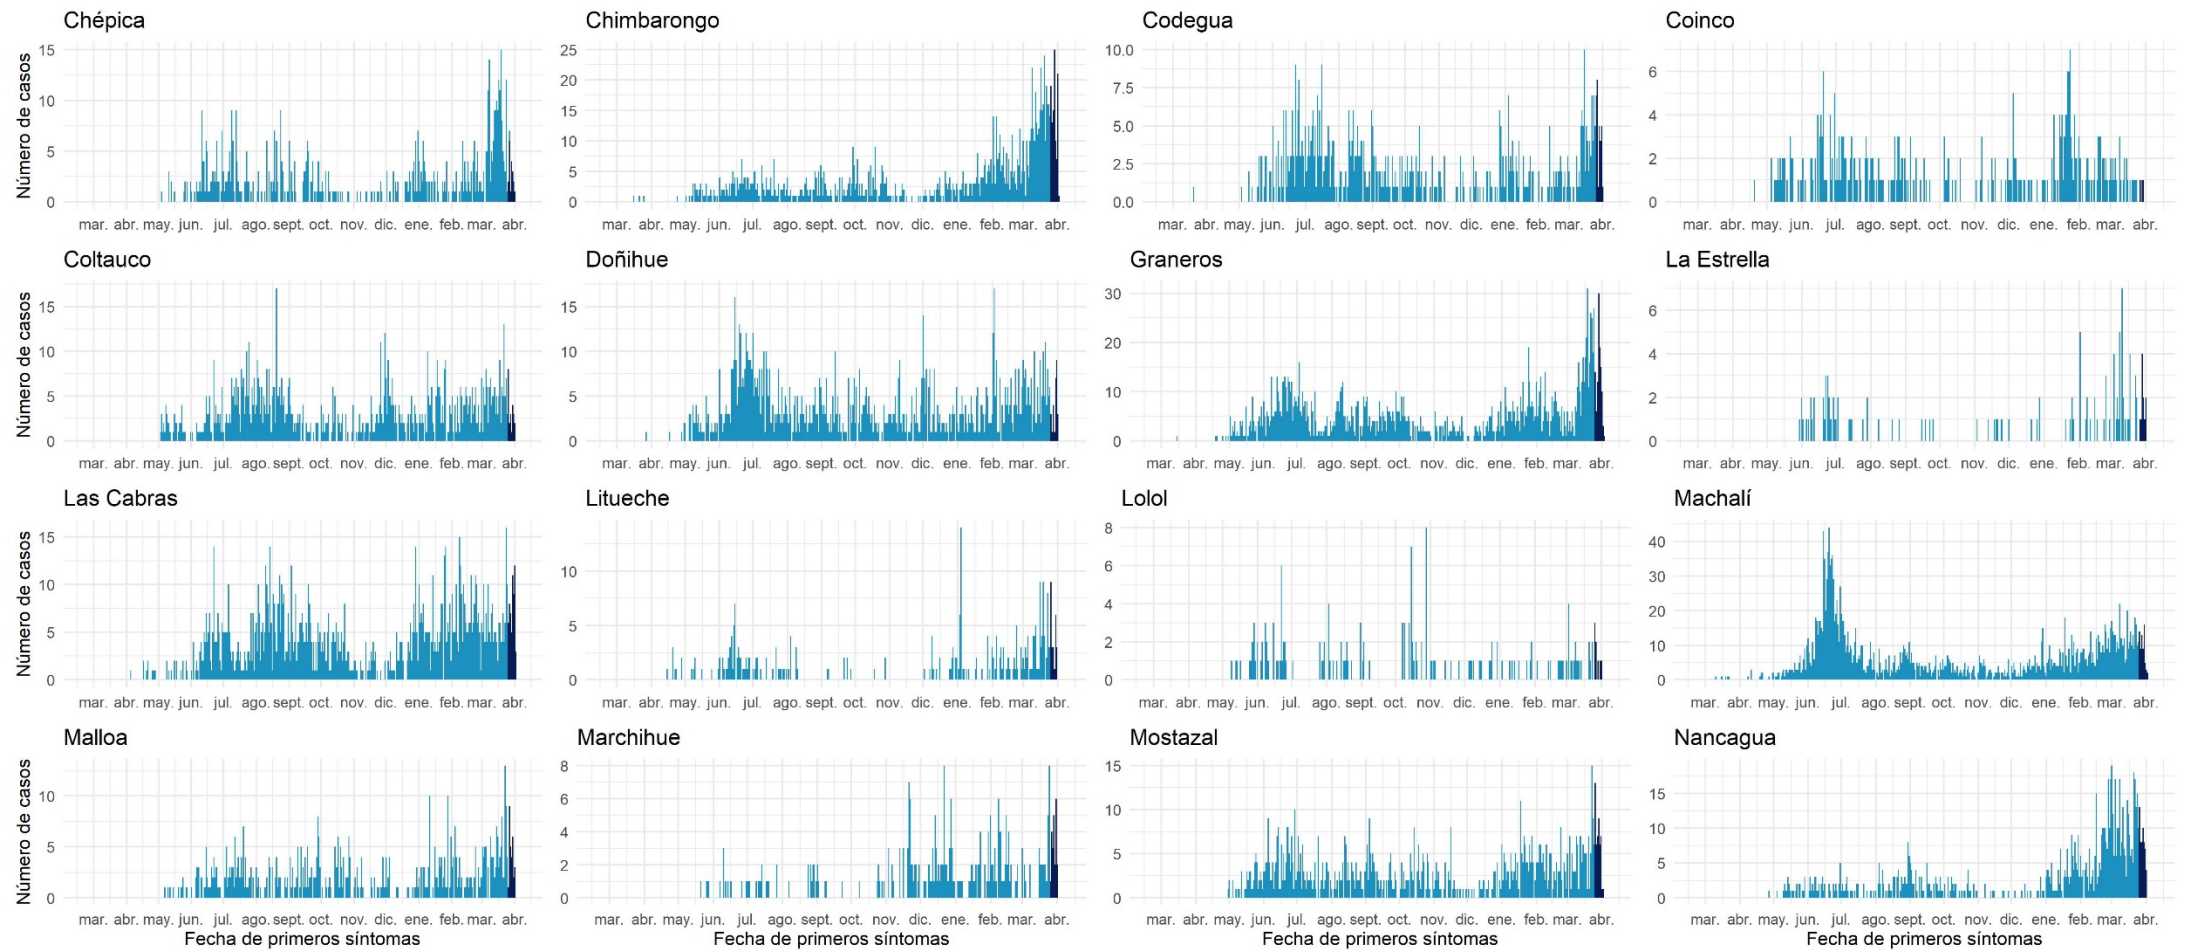 Chépica
Chimbarongo
Codegua
Coinco
Número de casos
15
10
5
0
25
20
15
10
5
0
10.0
7.5
5.0
2.5
0.0
6
4
2
0
mar. abr. may. jun. jul. ago. sept. oct. nov. dic. ene. feb. mar. abr.
mar. abr. may. jun. jul. ago. sept. oct. nov. dic. ene. feb. mar. abr.
mar. abr. may. jun. jul. ago. sept. oct. nov. dic. ene. feb. mar. abr.
mar. abr. may. jun. jul. ago. sept. oct. nov. dic. ene. feb. mar. abr.
Coltauco
Doñihue
Graneros
La Estrella
Número de casos
15
10
5
0
15
10
5
0
30
20
10
0
6
4
2
0
mar. abr. may. jun. jul. ago. sept. oct. nov. dic. ene. feb. mar. abr.
mar. abr. may. jun. jul. ago. sept. oct. nov. dic. ene. feb. mar. abr.
mar. abr. may. jun. jul. ago. sept. oct. nov. dic. ene. feb. mar. abr.
mar. abr. may. jun. jul. ago. sept. oct. nov. dic. ene. feb. mar. abr.
Las Cabras
Litueche
Lolol
Machalí
Número de casos
15
10
5
0
10
5
0
8
6
4
2
0
40
30
20
10
0
mar. abr. may. jun. jul. ago. sept. oct. nov. dic. ene. feb. mar. abr.
mar. abr. may. jun. jul. ago. sept. oct. nov. dic. ene. feb. mar. abr.
mar. abr. may. jun. jul. ago. sept. oct. nov. dic. ene. feb. mar. abr.
mar. abr. may. jun. jul. ago. sept. oct. nov. dic. ene. feb. mar. abr.
Malloa
Marchihue
Mostazal
Nancagua
Número de casos
10
5
0
8
6
4
2
0
15
10
5
0
15
10
5
0
mar. abr. may. jun. jul. ago. sept. oct. nov. dic. ene. feb. mar. abr.
mar. abr. may. jun. jul. ago. sept. oct. nov. dic. ene. feb. mar. abr.
mar. abr. may. jun. jul. ago. sept. oct. nov. dic. ene. feb. mar. abr.
mar. abr. may. jun. jul. ago. sept. oct. nov. dic. ene. feb. mar. abr.
Fecha de primeros síntomas
Fecha de primeros síntomas
Fecha de primeros síntomas
Fecha de primeros síntomas